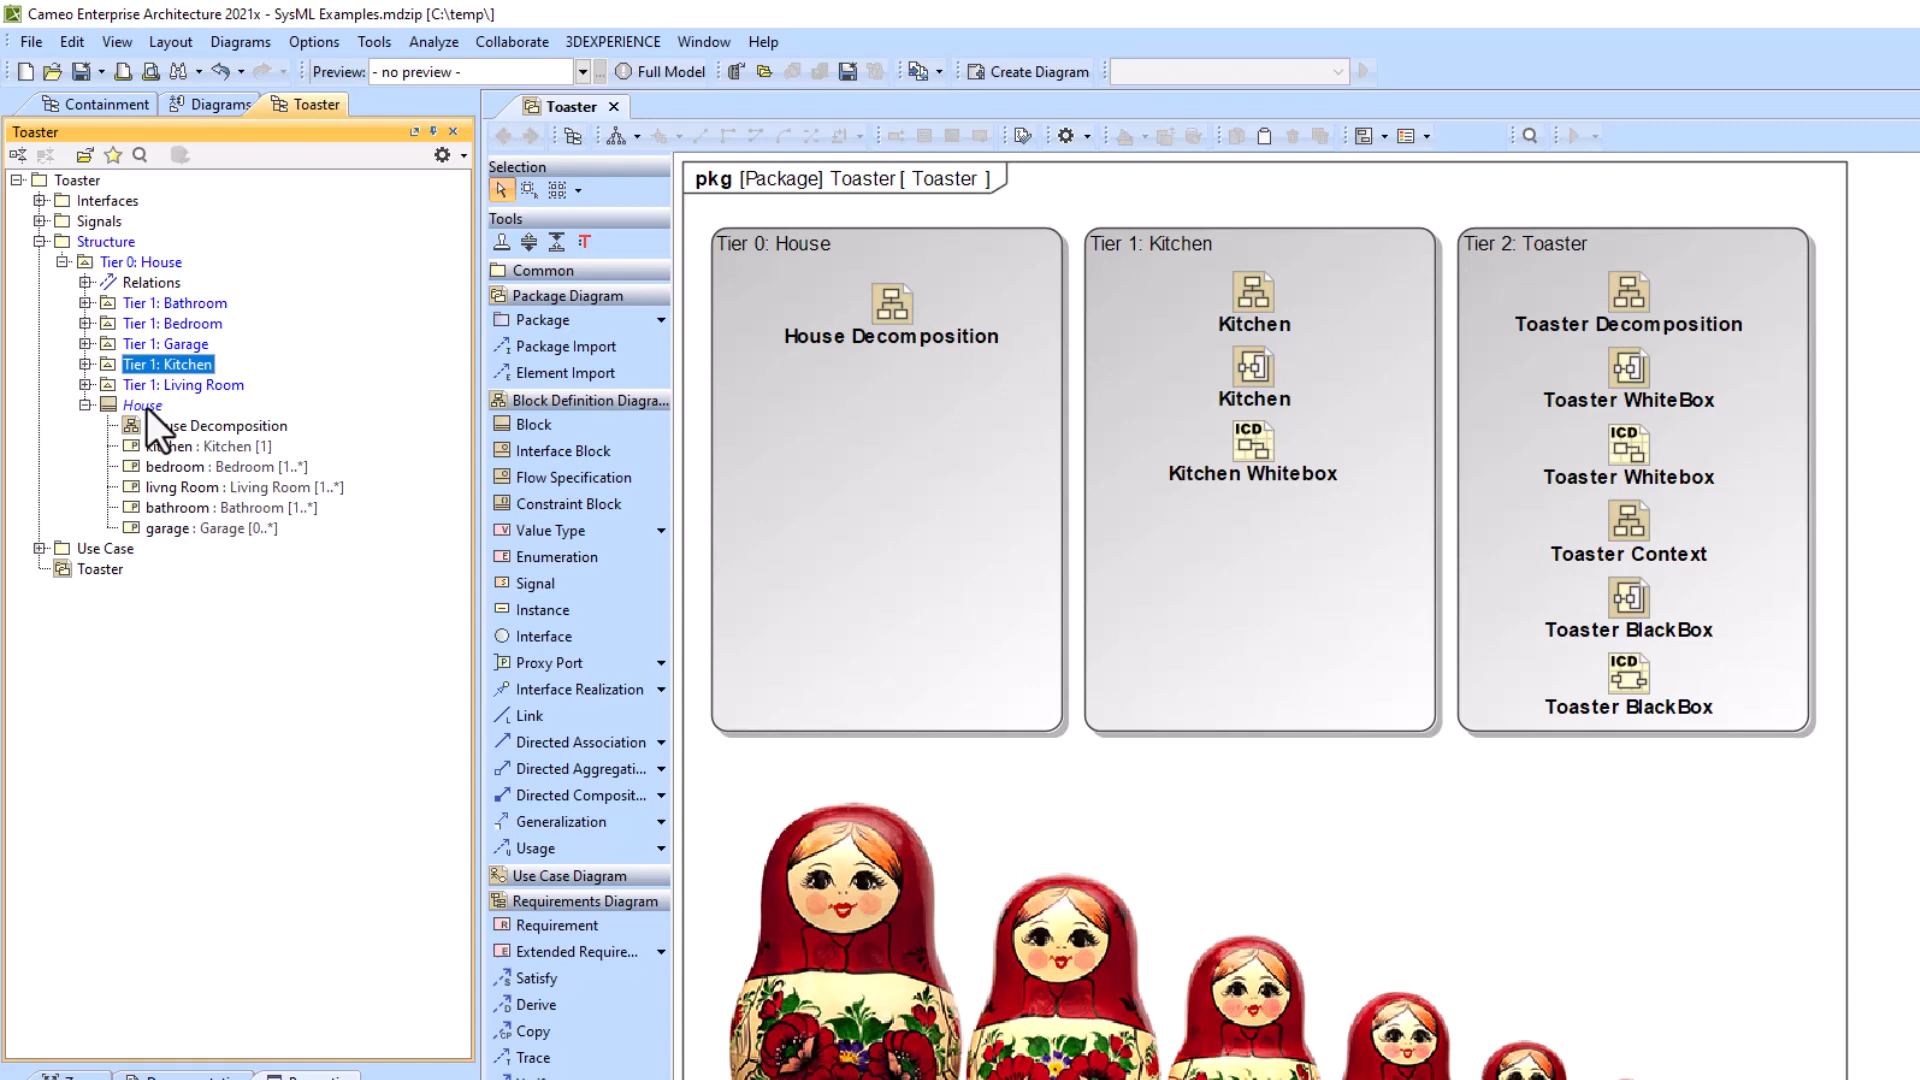 Cameo Enterprise Architecture 2021x - SysML Examples.mdzip [C:\temp\]
File Edit View Layout Diagrams Options Tools Analyze Collaborate 3DEXPERIENCE Window Help
Preview: - no preview - ... Full Model Create Diagram
Containment Diagrams Toaster
Toaster
Toaster
Interfaces
Signals
Structure
Tier 0: House
Relations
Tier 1: Bathroom
Tier 1: Bedroom
Tier 1: Garage
Tier 1: Kitchen
Tier 1: Living Room
House
Decomposition
: Kitchen [1]
bedroom : Bedroom [1..*]
livng Room : Living Room [1..*]
bathroom : Bathroom [1..*]
garage : Garage [0..*]
Use Case
Toaster
Toaster
Selection
Tools
Common
Package Diagram
Package
Package Import
Element Import
Block Definition Diagra...
Block
Interface Block
Flow Specification
Constraint Block
Value Type
Enumeration
Signal
Instance
Interface
Proxy Port
Interface Realization
Link
Directed Association
Directed Aggregati...
Directed Composit...
Generalization
Usage
Use Case Diagram
Requirements Diagram
Requirement
Extended Require...
Satisfy
Derive
Copy
Trace
pkg [Package] Toaster [ Toaster ]
Tier 0: House
House Decomposition
Tier 1: Kitchen
Kitchen
Kitchen
ICD
Kitchen Whitebox
Tier 2: Toaster
Toaster Decomposition
Toaster WhiteBox
ICD
Toaster Whitebox
Toaster Context
Toaster BlackBox
ICD
Toaster BlackBox